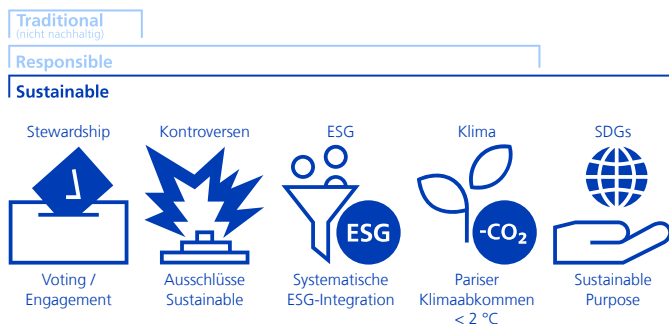 Traditional
(nicht nachhaltig)
Responsible
Sustainable
Stewardship
Kontroversen
ESG
Klima
SDGs
ESG
-CO₂
Voting /
Engagement
Ausschlüsse
Sustainable
Systematische
ESG-Integration
Pariser
Klimaabkommen
< 2 °C
Sustainable
Purpose